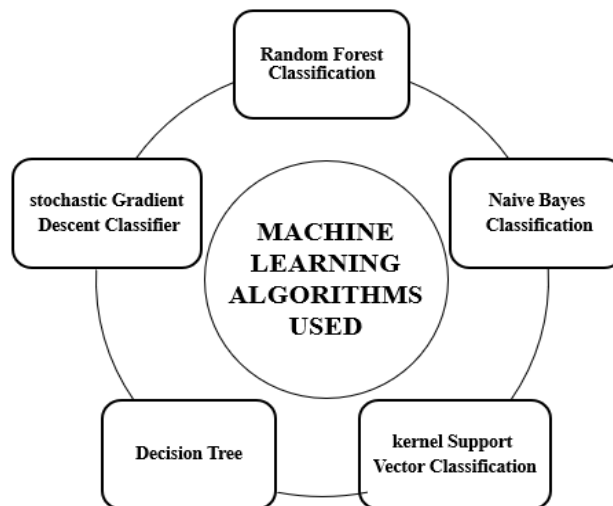 Random Forest
Classification
stochastic Gradient
Descent Classifier
Naive Bayes
Classification
MACHINE
LEARNING
ALGORITHMS
USED
Decision Tree
kernel Support
Vector Classification